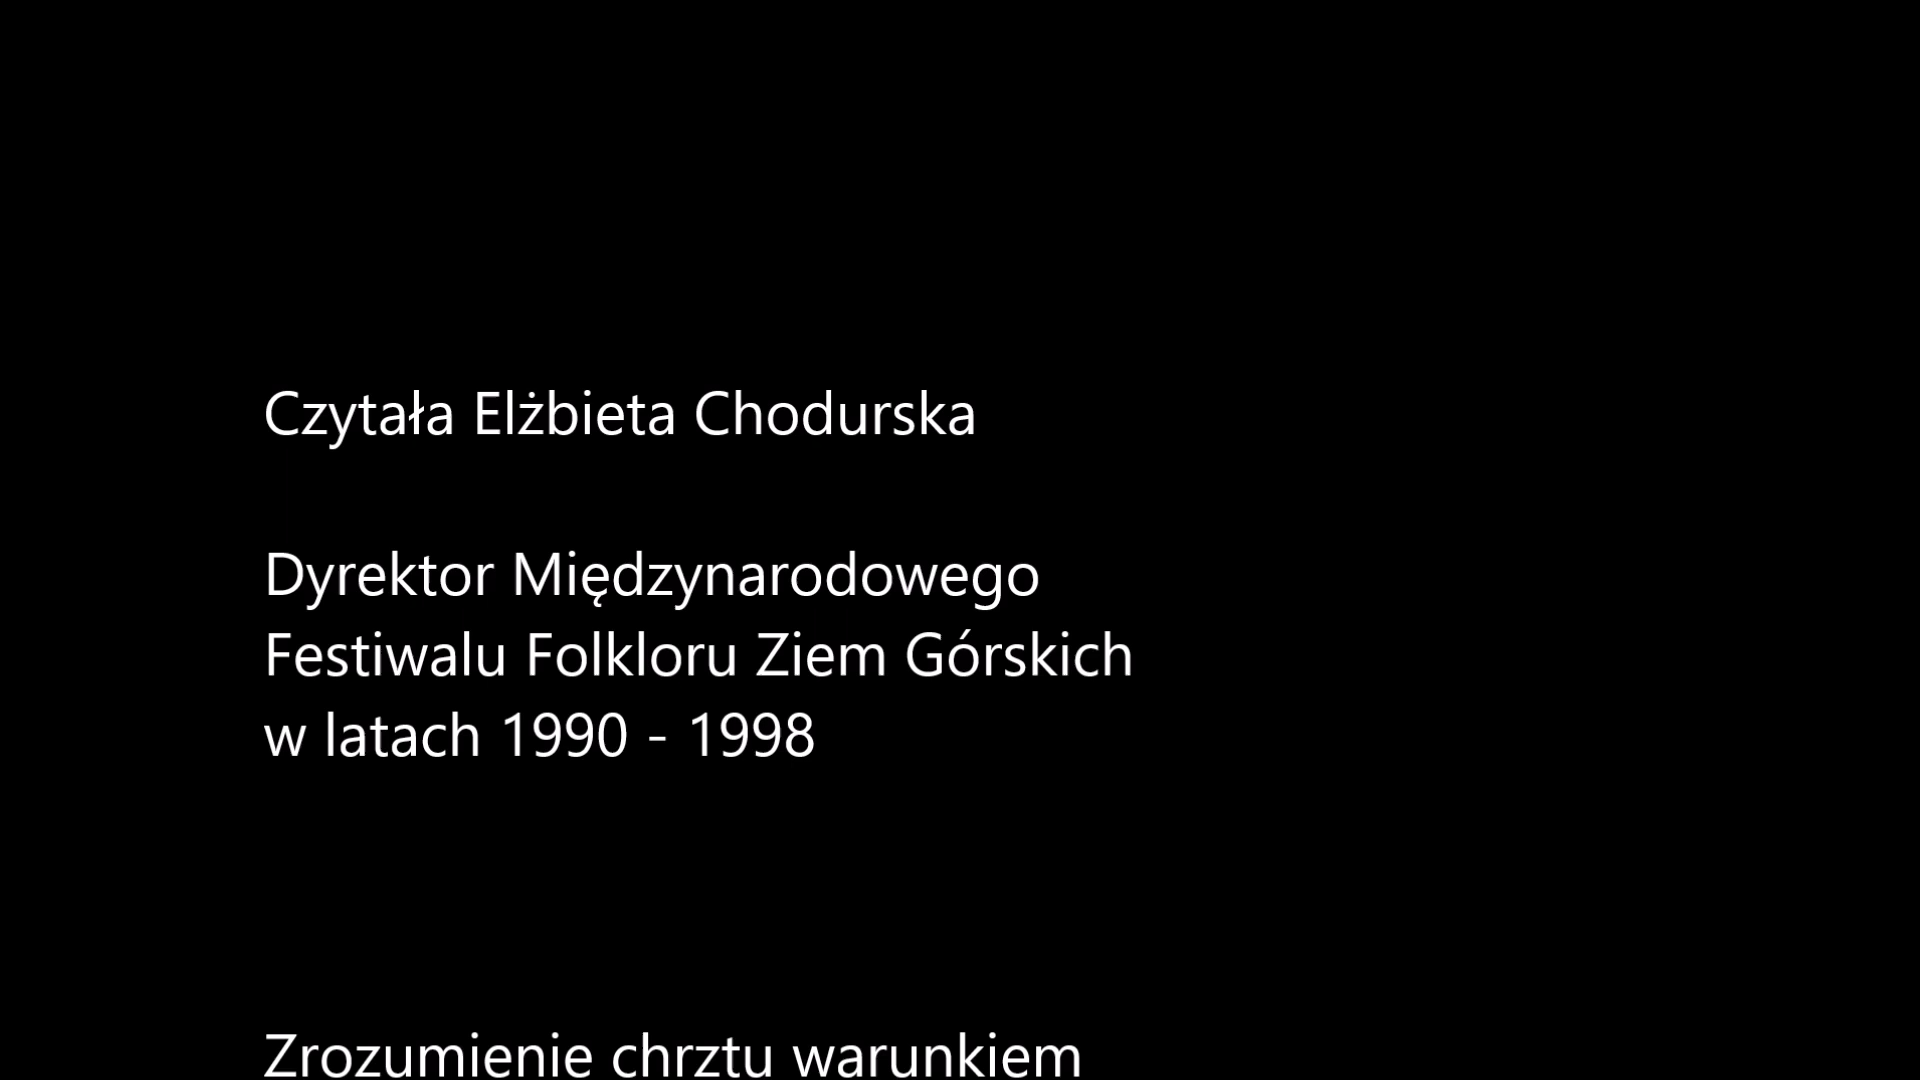 Czytała Elżbieta Chodurska
Dyrektor Międzynarodowego
Festiwalu Folkloru Ziem Górskich
w latach 1990 - 1998
Zrozumienie chrztu warunkiem